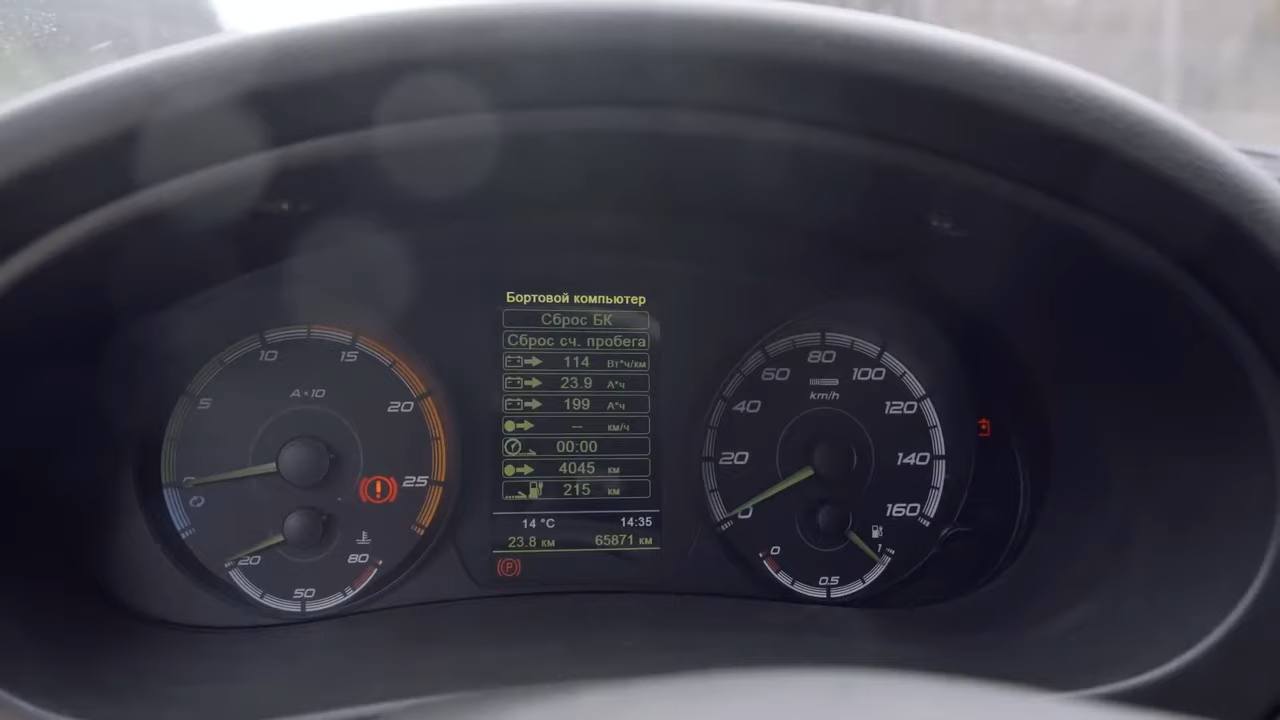 Бортовой компьютер
Сброс БК
Сброс сч. пробега
114 Вт*ч/км
23.9 А*ч
199 А*ч
-- км/ч
00:00
4045 км
215 км
14 °C 14:35
23.8 км 65871 км
P
0
5
10
15
20
25
A×10
!
20
50
80
0
20
40
60
80
100
120
140
160
km/h
0
0.5
1